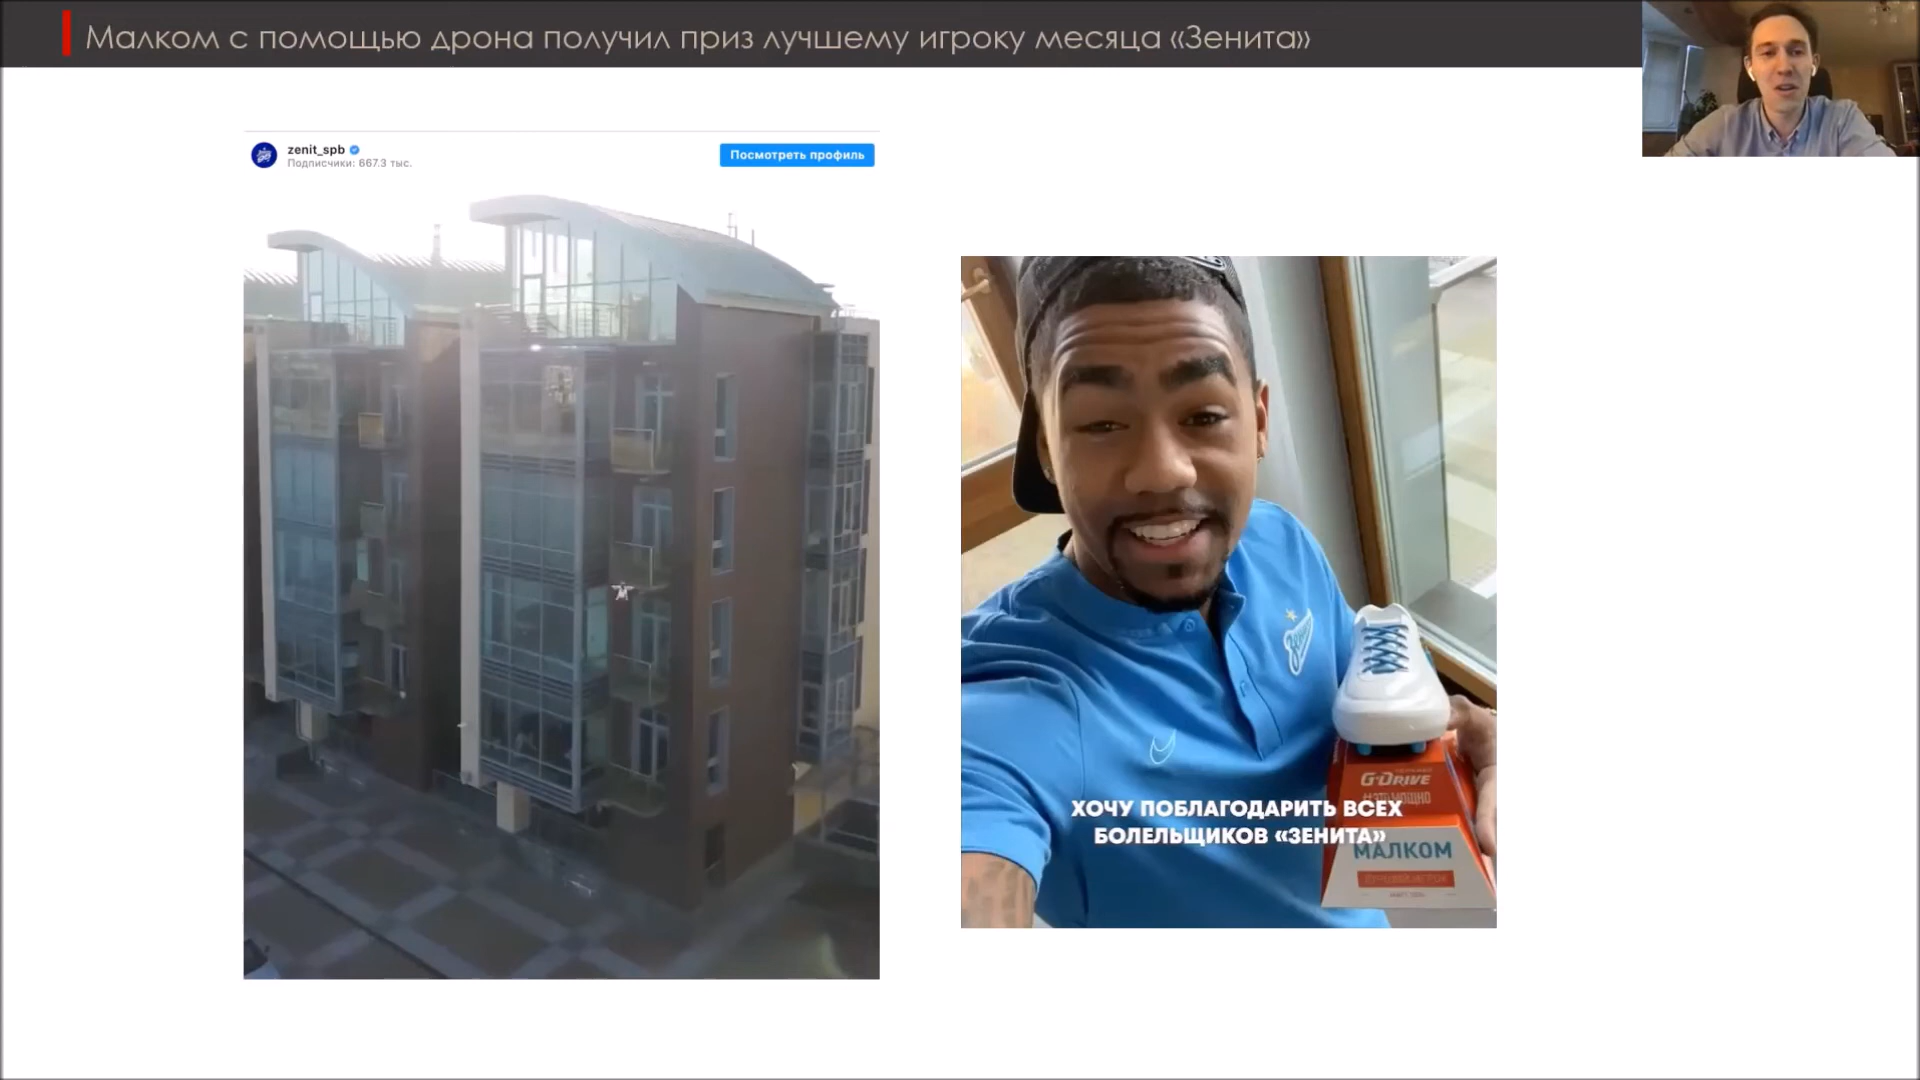 Малком с помощью дрона получил приз лучшему игроку месяца «Зенита»
zenit_spb
Подписчики: 667.3 тыс.
Посмотреть профиль
G-DRIVE
ХОЧУ ПОБЛАГОДАРИТЬ ВСЕХ
БОЛЕЛЬЩИКОВ «ЗЕНИТА»
МАЛКОМ